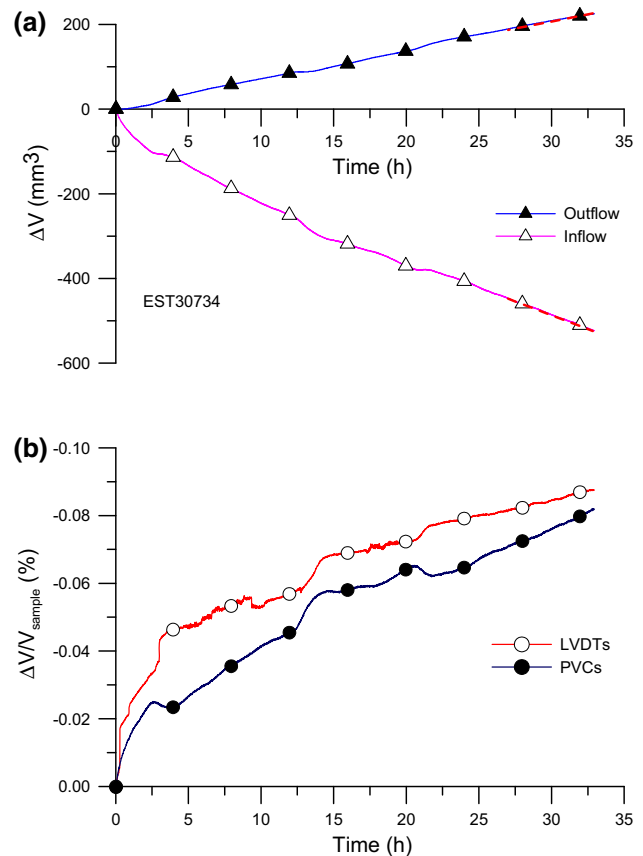 (a)
200
0
-200
-400
-600
ΔV (mm³)
0 5 10 15 20 25 30 35
Time (h)
Outflow
Inflow
EST30734
(b)
-0.10
-0.08
-0.06
-0.04
-0.02
0.00
ΔV/Vsample (%)
LVDTs
PVCs
0 5 10 15 20 25 30 35
Time (h)